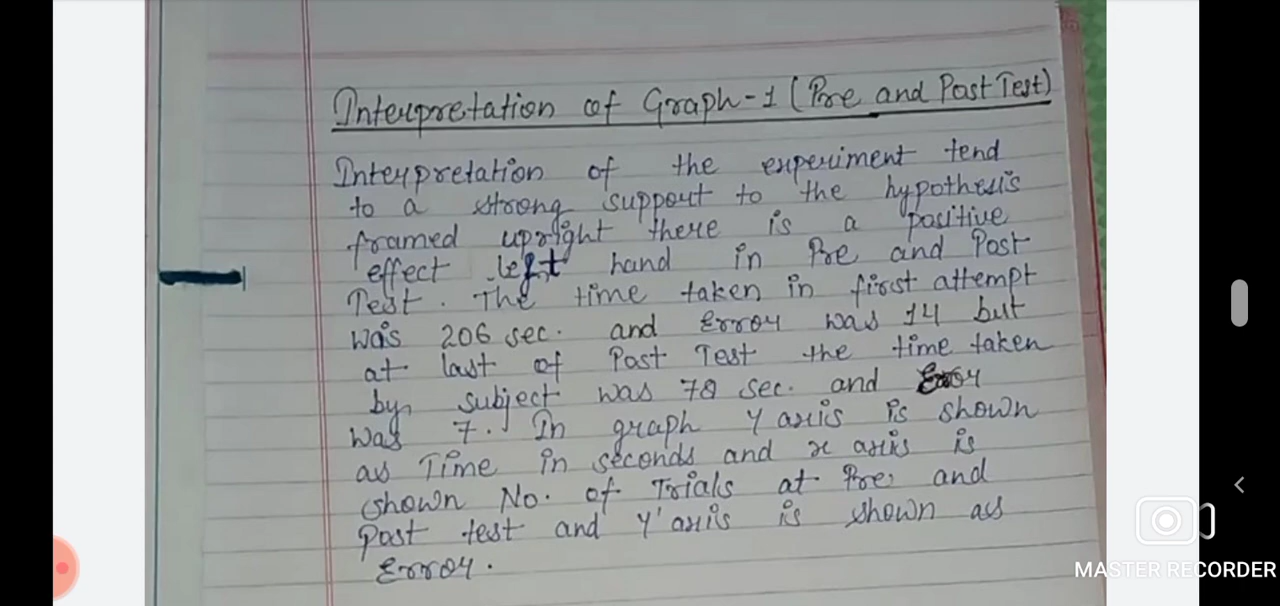 Interpretation of Graph-1 (Pre and Post Test)
Interpretation of the experiment tend
to a strong support to the hypothesis
framed upright there is a positive
effect left hand in Pre and Post
Test. The time taken in first attempt
was 206 sec. and Error was 14 but
at last of Post Test the time taken
by subject was 78 sec. and Error
was 7. In graph Y axis is shown
as Time in seconds and x axis is
shown No. of Trials at Pre and
Post test and Y' axis is shown as
Error.
MASTER RECORDER